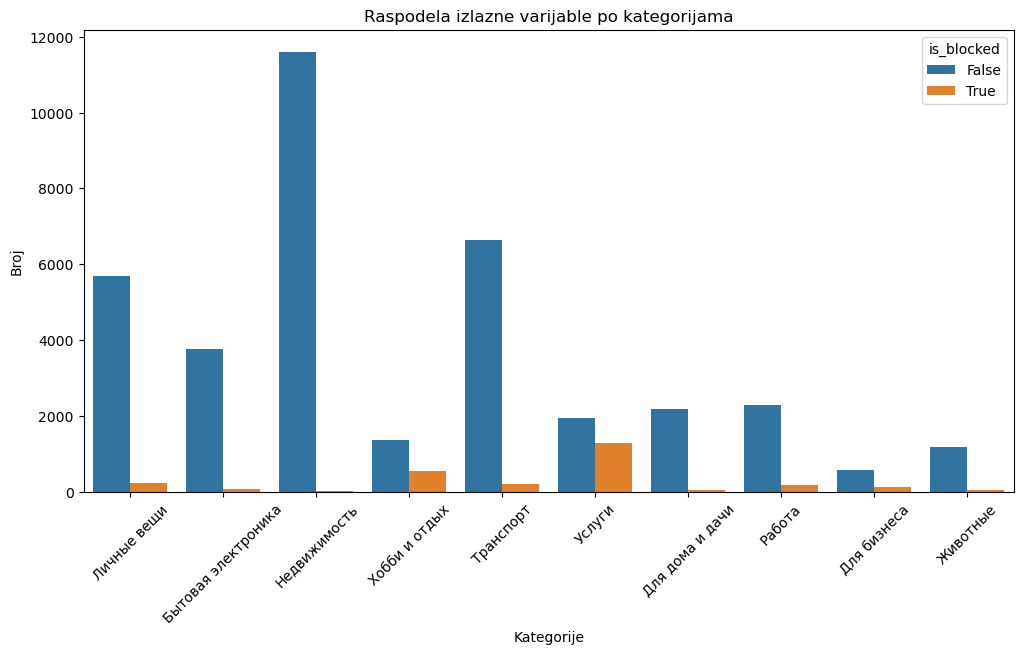 Raspodela izlazne varijable po kategorijama
is_blocked
False
True
12000
10000
8000
6000
4000
2000
0
Broj
Личные вещи
Бытовая электроника
Недвижимость
Хобби и отдых
Транспорт
Услуги
Для дома и дачи
Работа
Для бизнеса
Животные
Kategorije